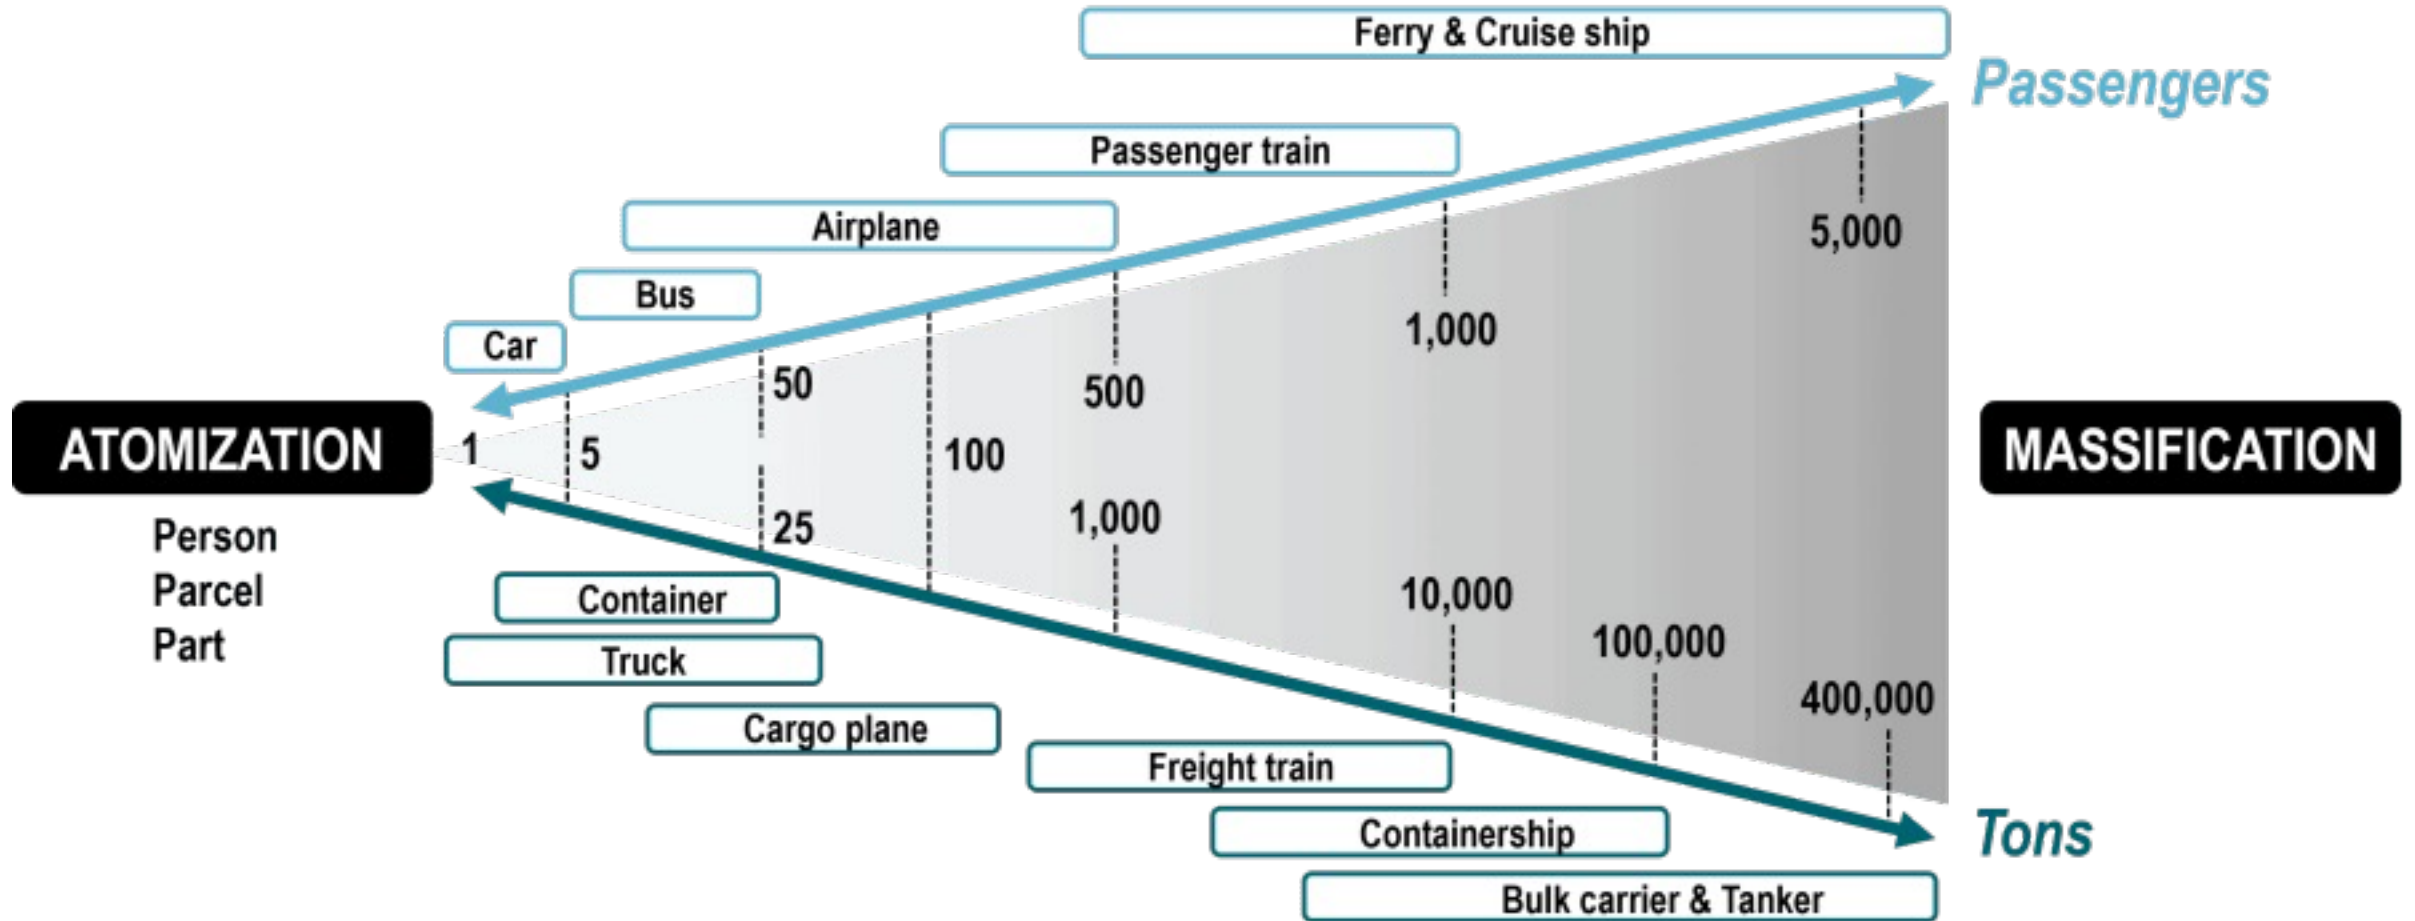 Ferry & Cruise ship
Passengers
Passenger train
Airplane
5,000
Bus
1,000
Car
50
500
ATOMIZATION
1
5
100
MASSIFICATION
Person
Parcel
Part
25
1,000
10,000
100,000
400,000
Container
Truck
Cargo plane
Freight train
Containership
Tons
Bulk carrier & Tanker